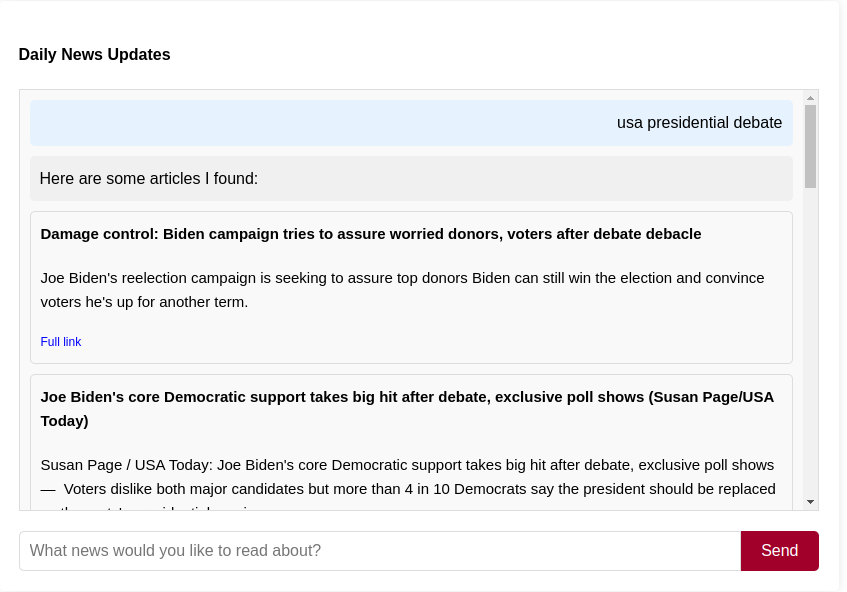 Daily News Updates
usa presidential debate
Here are some articles I found:
Damage control: Biden campaign tries to assure worried donors, voters after debate debacle
Joe Biden's reelection campaign is seeking to assure top donors Biden can still win the election and convince
voters he's up for another term.
Full link
Joe Biden's core Democratic support takes big hit after debate, exclusive poll shows (Susan Page/USA
Today)
Susan Page / USA Today: Joe Biden's core Democratic support takes big hit after debate, exclusive poll shows
—  Voters dislike both major candidates but more than 4 in 10 Democrats say the president should be replaced
What news would you like to read about?
Send